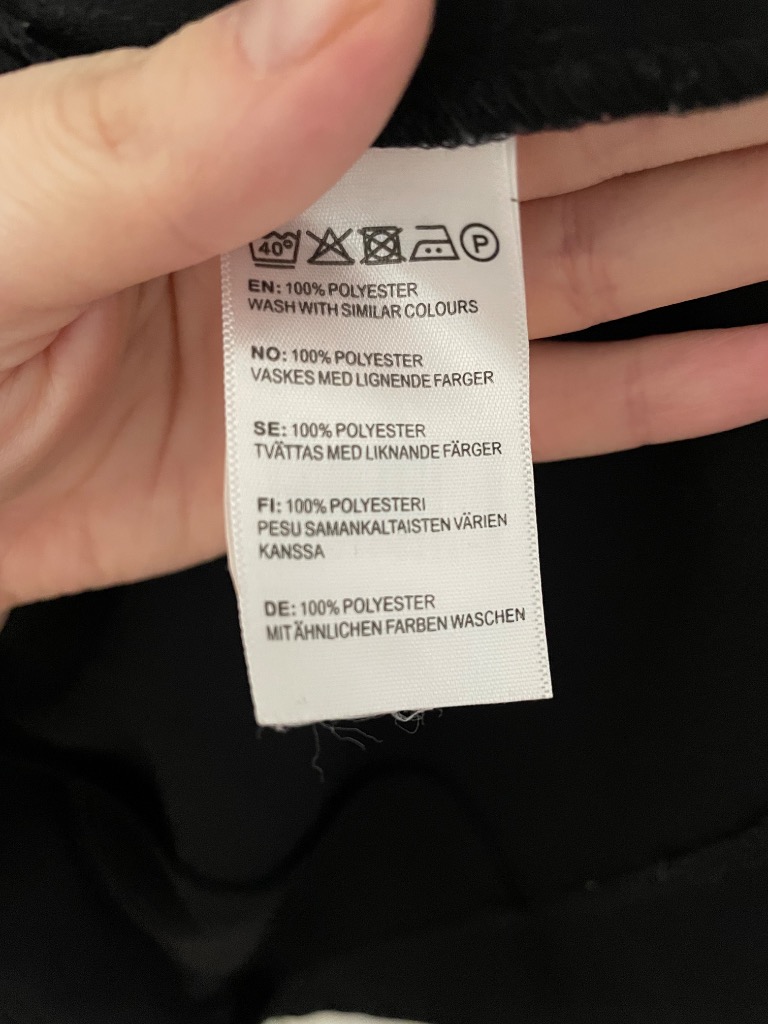 40°
P
EN: 100% POLYESTER
WASH WITH SIMILAR COLOURS
NO: 100% POLYESTER
VASKES MED LIGNENDE FARGER
SE: 100% POLYESTER
TVÄTTAS MED LIKNANDE FÄRGER
FI: 100% POLYESTERI
PESU SAMANKALTAISTEN VÄRIEN
KANSSA
DE: 100% POLYESTER
MIT ÄHNLICHEN FARBEN WASCHEN